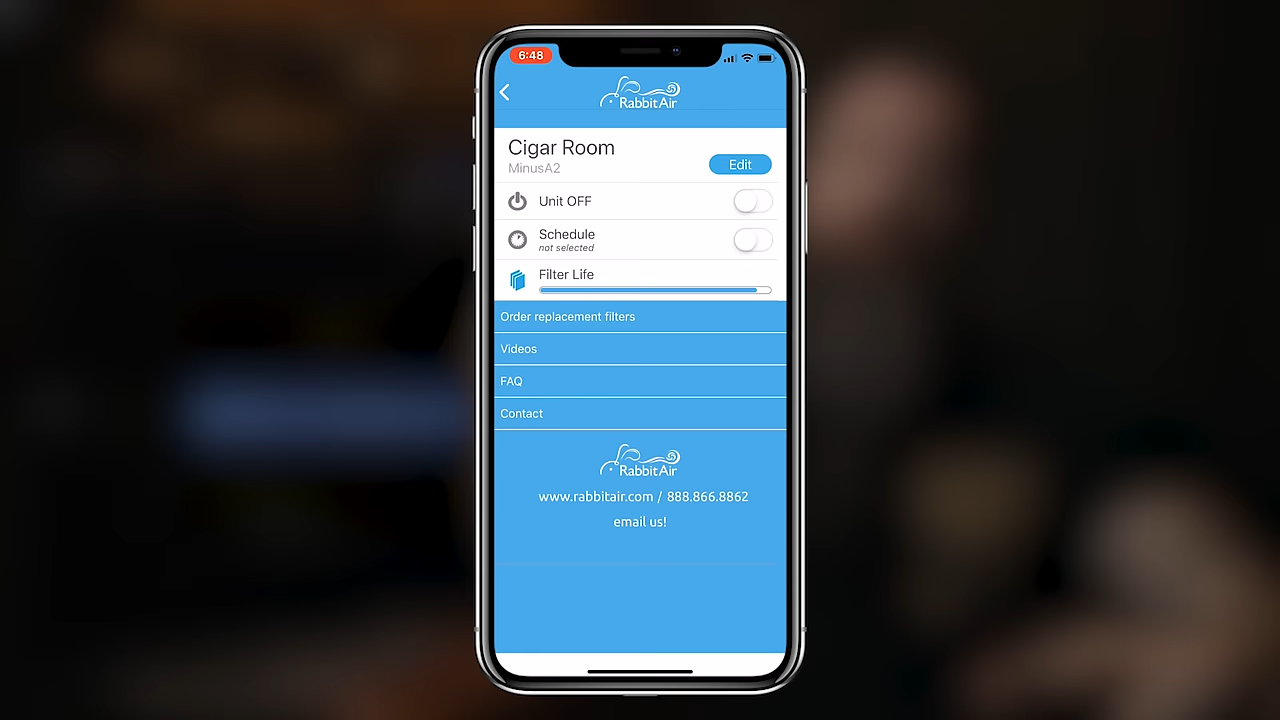 6:48
RabbitAir
Cigar Room
MinusA2
Edit
Unit OFF
Schedule
not selected
Filter Life
Order replacement filters
Videos
FAQ
Contact
RabbitAir
www.rabbitair.com / 888.866.8862
email us!